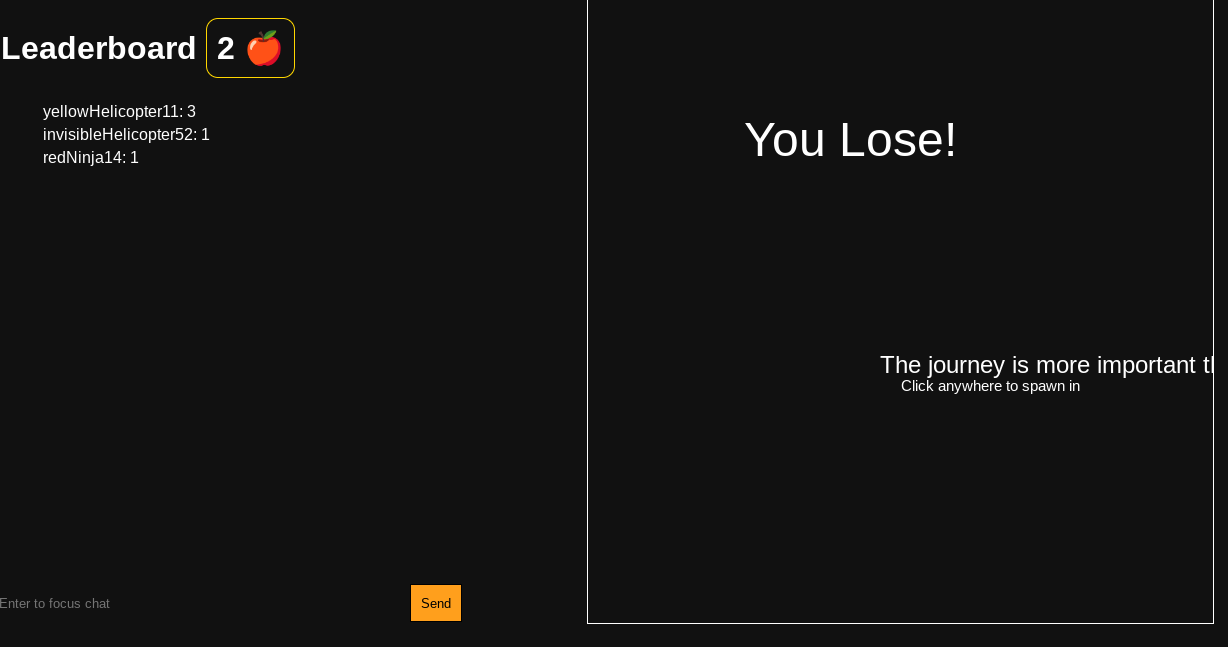 Leaderboard 2 🍎
yellowHelicopter11: 3
invisibleHelicopter52: 1
redNinja14: 1
Enter to focus chat
Send
You Lose!
The journey is more important
Click anywhere to spawn in